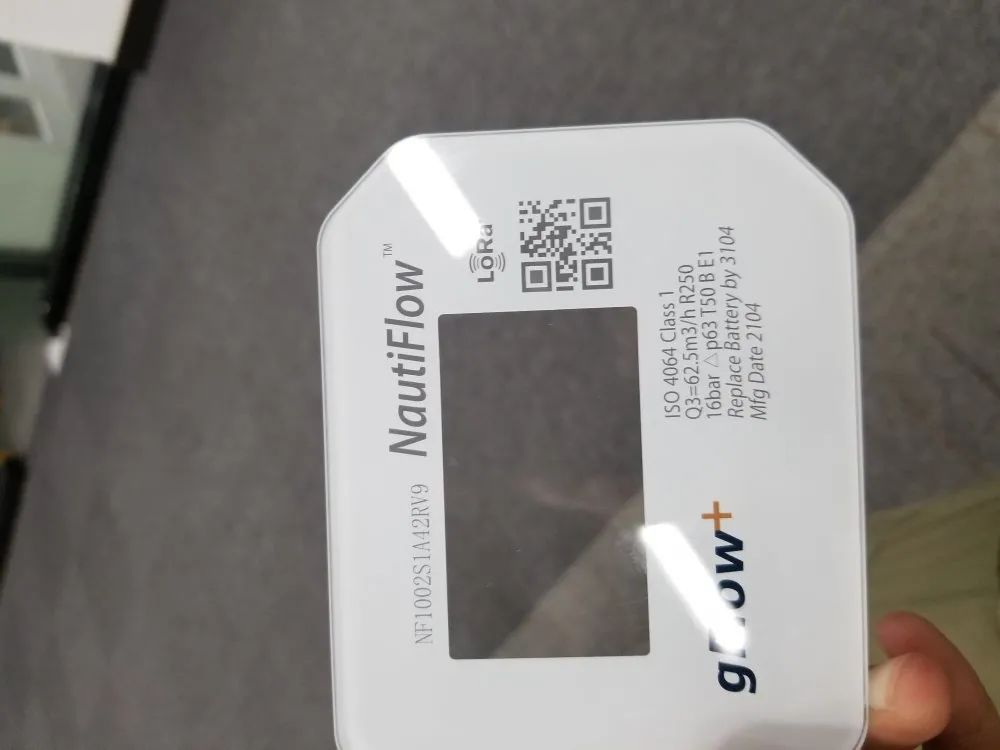 NF1002S1A42RV9 NautiFlow™
LoRa
ISO 4064 Class 1
Q3=62.5m3/h R250
16bar △p63 T50 B E1
Replace Battery by 3104
Mfg Date 2104